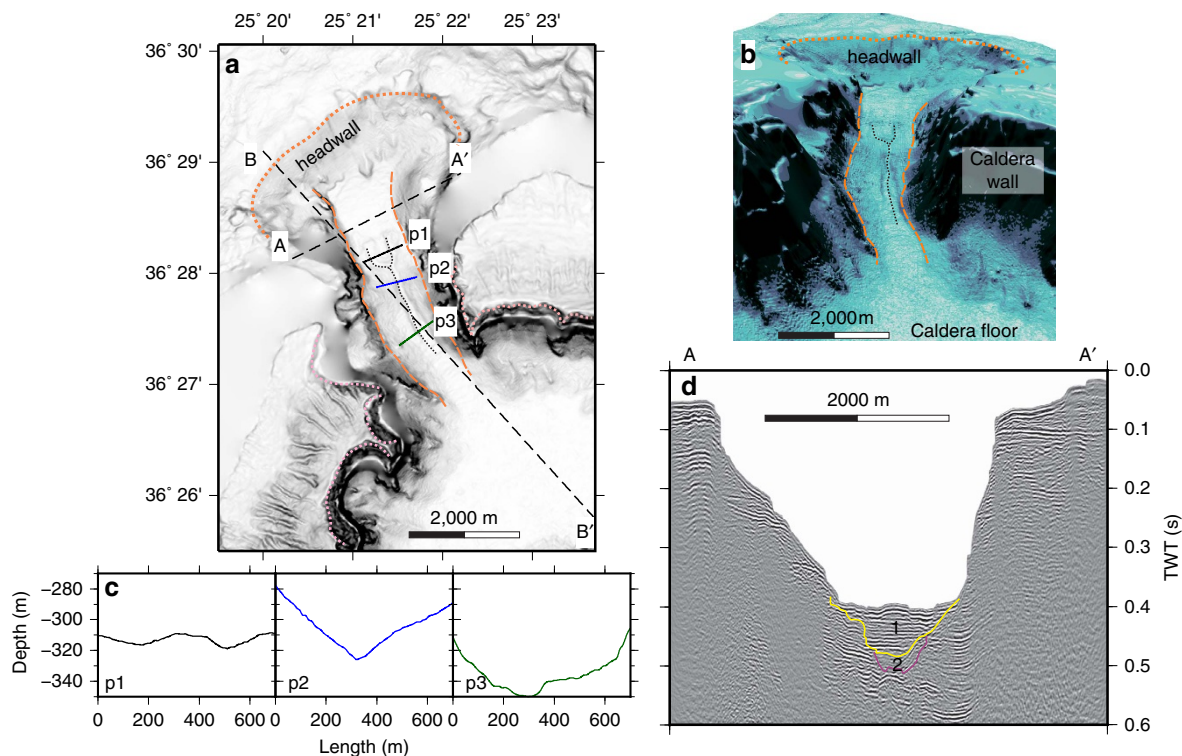 25° 20' 25° 21' 25° 22' 25° 23'
36° 30'
36° 29'
36° 28'
36° 27'
36° 26'
a
headwall
B
A'
A
p1
p2
p3
2,000 m
B'
b
headwall
Caldera
wall
2,000m
Caldera floor
c
Depth (m)
−280
−300
−320
−340
p1 p2 p3
0 200 400 600 0 200 400 600 0 200 400 600
Length (m)
A A'
d
2000 m
1
2
0.0
0.1
0.2
0.3
0.4
0.5
0.6
TWT (s)